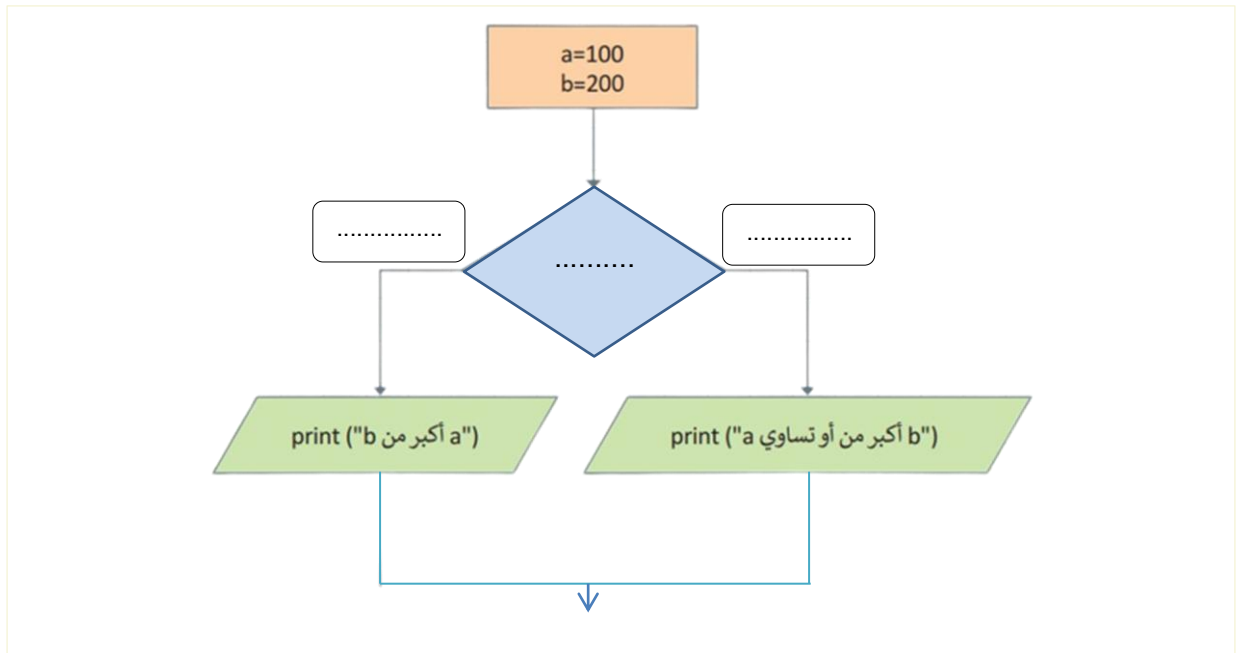 a=100
b=200
................
................
..........
print ("b أكبر من a")
print ("a أكبر من أو تساوي b")